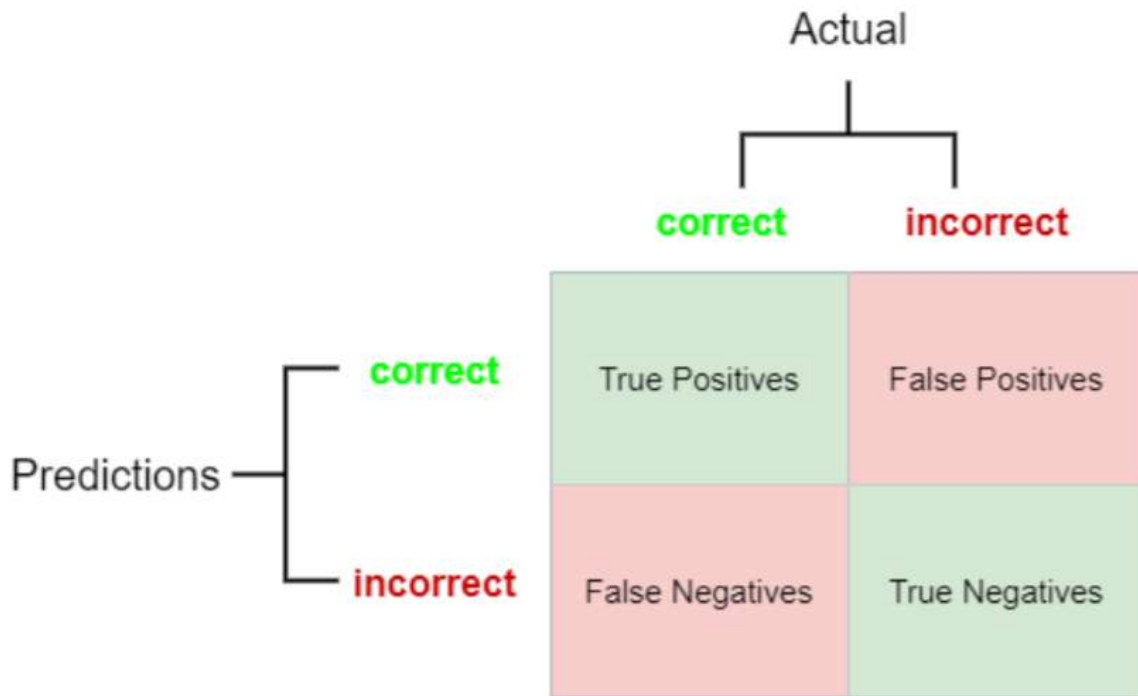 Actual
correct incorrect
correct
True Positives False Positives
Predictions
incorrect
False Negatives True Negatives